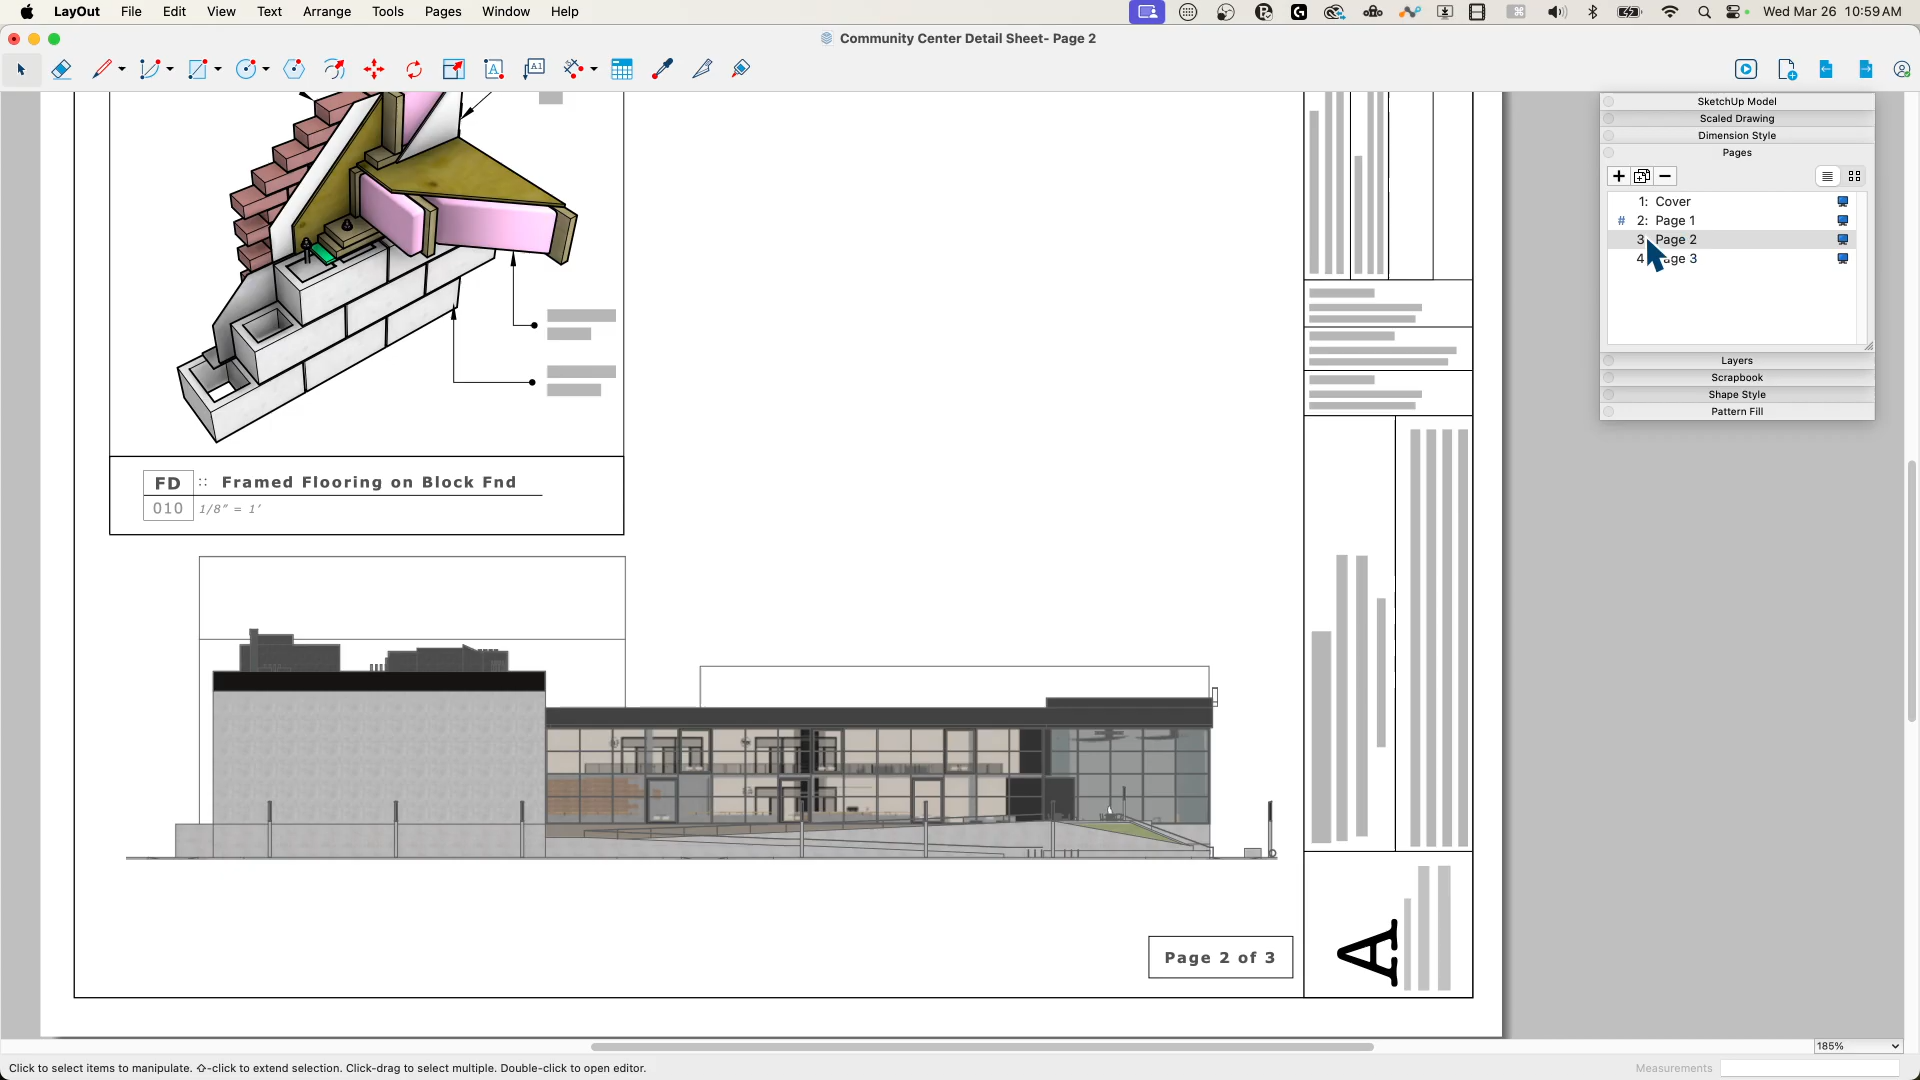 LayOut File Edit View Text Arrange Tools Pages Window Help
Wed Mar 26 10:59 AM
Community Center Detail Sheet- Page 2
A
A1
SketchUp Model
Scaled Drawing
Dimension Style
Pages
1: Cover
# 2: Page 1
3 Page 2
4 ge 3
Layers
Scrapbook
Shape Style
Pattern Fill
FD :: Framed Flooring on Block Fnd
010 1/8" = 1'
Page 2 of 3
A
185%
Click to select items to manipulate. ⇧-click to extend selection. Click-drag to select multiple. Double-click to open editor.
Measurements